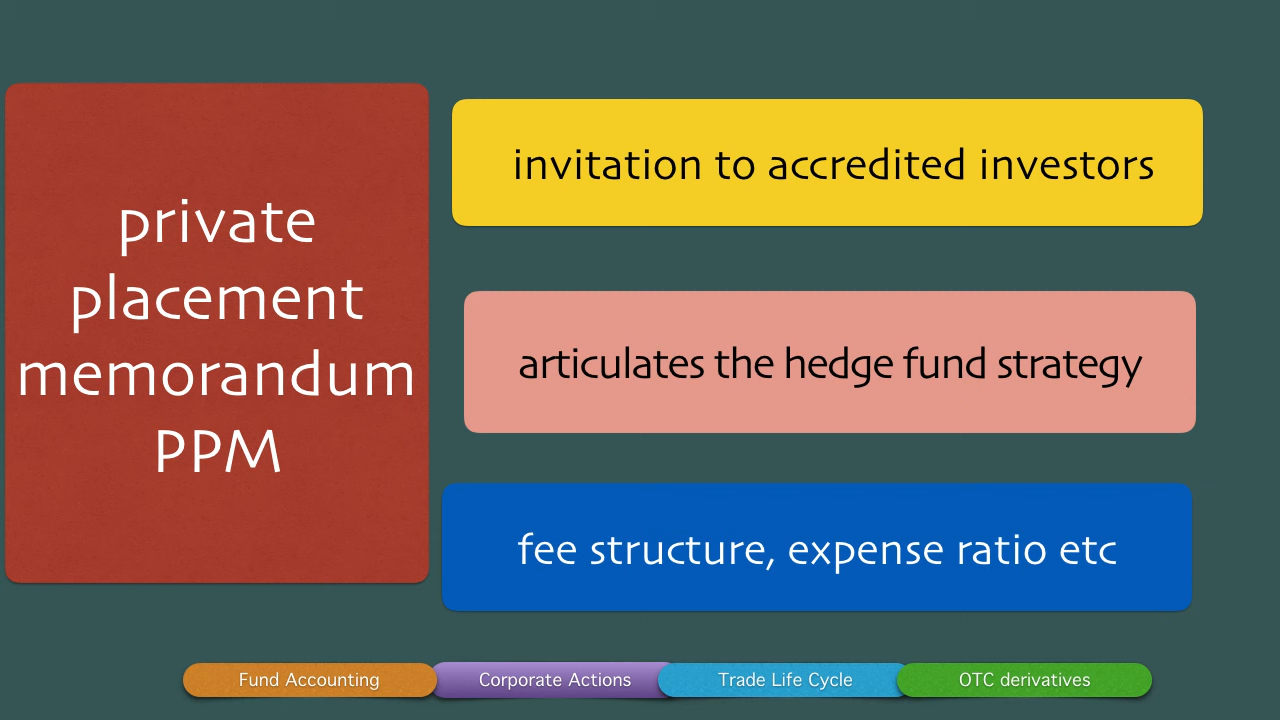 private
placement
memorandum
PPM
invitation to accredited investors
articulates the hedge fund strategy
fee structure, expense ratio etc
Fund Accounting
Corporate Actions
Trade Life Cycle
OTC derivatives